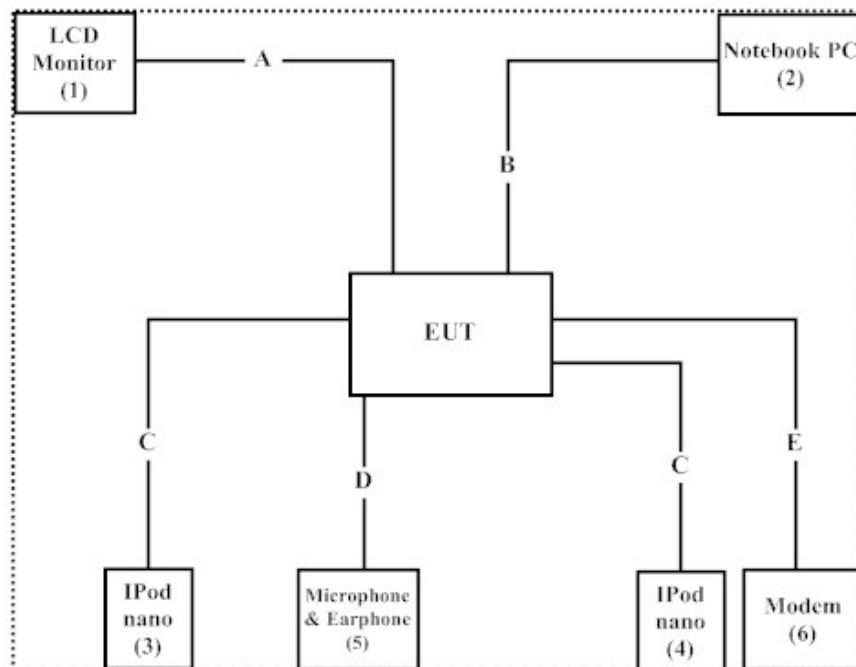 LCD
Monitor
(1)
A
Notebook PC
(2)
B
EUT
C
D
C
E
IPod
nano
(3)
Microphone
& Earphone
(5)
IPod
nano
(4)
Modem
(6)